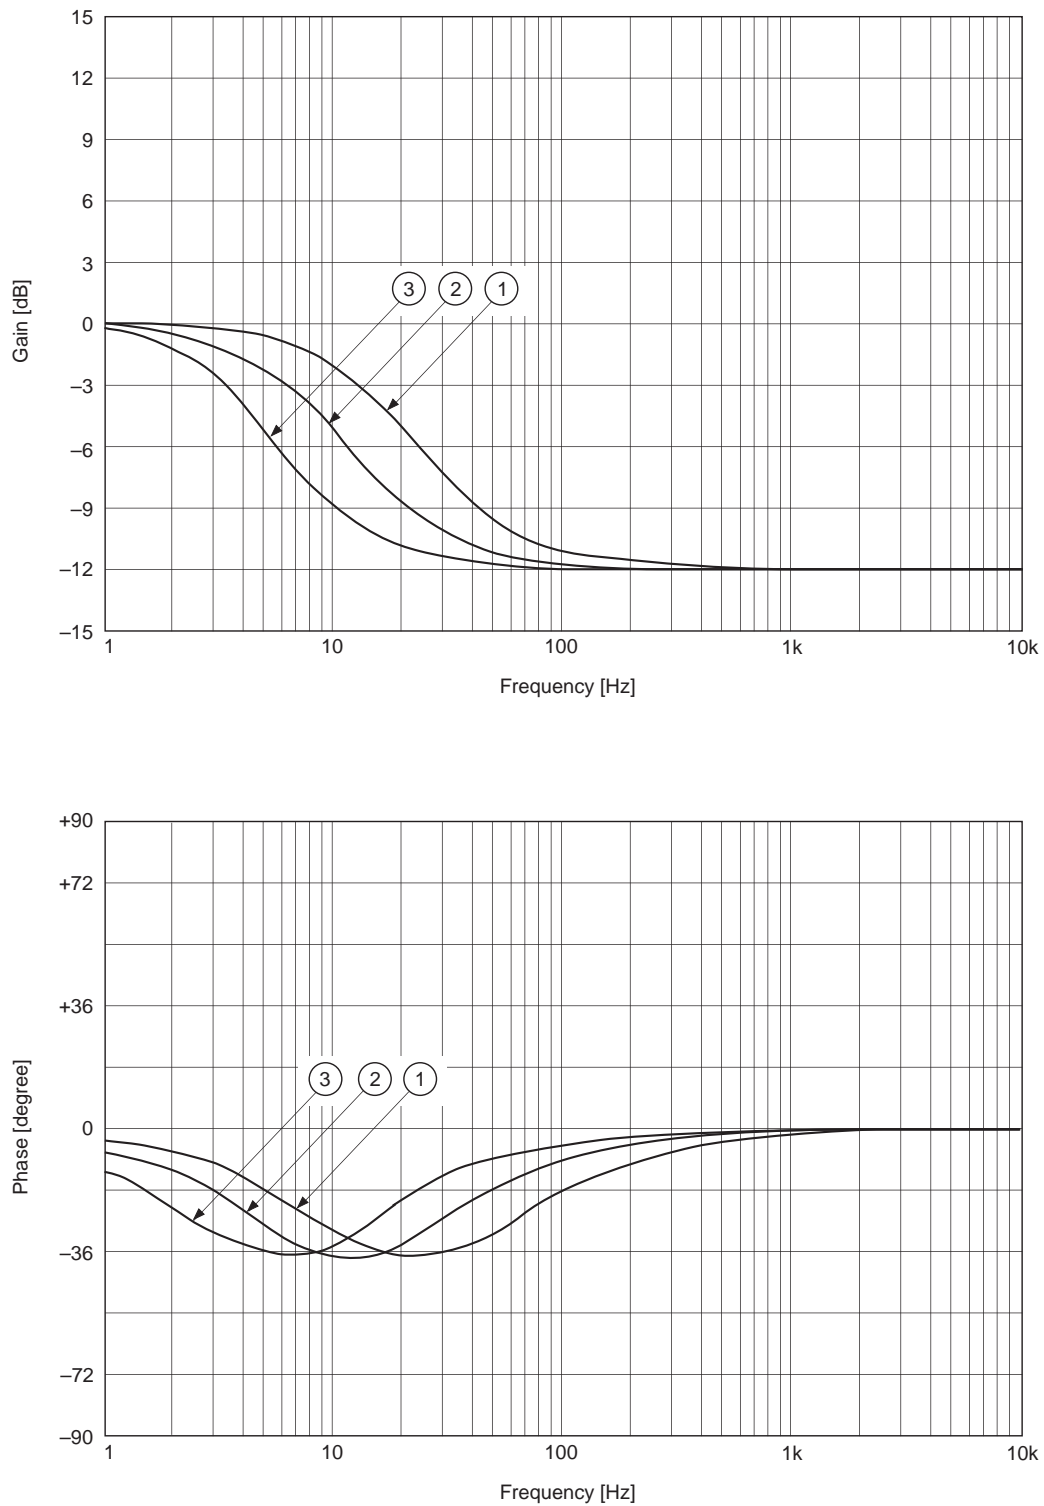 15
12
9
6
3
0
–3
–6
–9
–12
–15
Gain [dB]
3 2 1
1 10 100 1k 10k
Frequency [Hz]
+90
+72
+36
0
–36
–72
–90
Phase [degree]
3 2 1
1 10 100 1k 10k
Frequency [Hz]